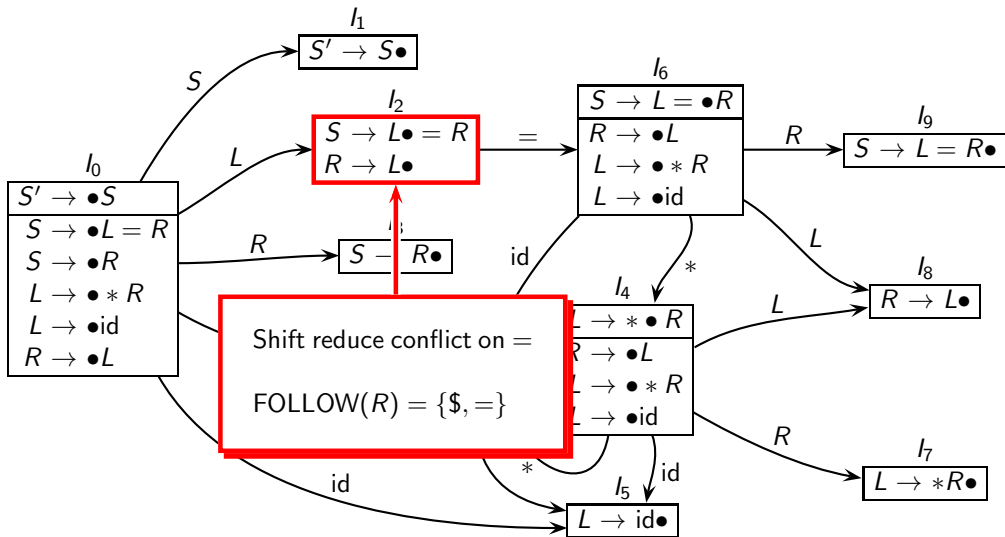 I1
S′ → S•
S
I2
S → L• = R
R → L•
L
=
I0
S′ → •S
S → •L = R
S → •R
L → • ∗ R
L → •id
R → •L
R
S → R•
I6
S → L = •R
R → •L
L → • ∗ R
L → •id
R
I9
S → L = R•
id
∗
L
I8
R → L•
I4
L → ∗ • R
R → •L
L → • ∗ R
L → •id
L
Shift reduce conflict on =
FOLLOW(R) = {$, =}
R
I7
L → ∗R•
id
∗
id
I5
L → id•